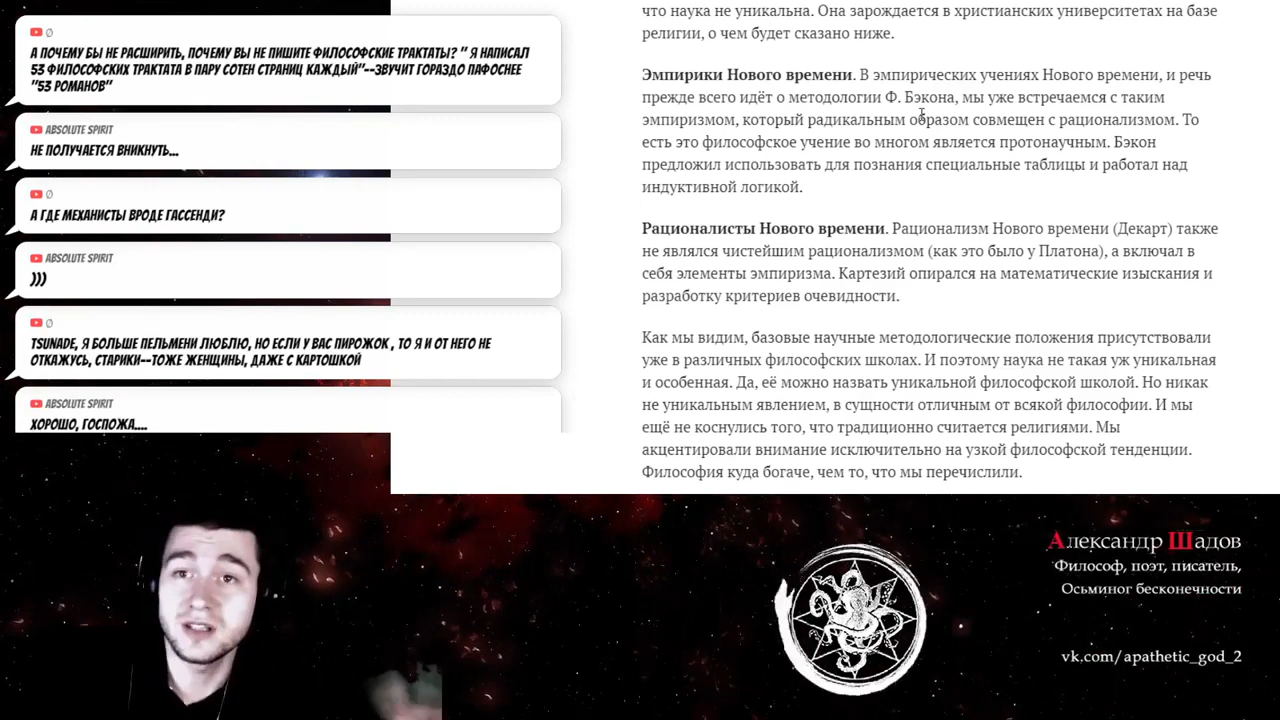 Ø
А ПОЧЕМУ БЫ НЕ РАСШИРИТЬ, ПОЧЕМУ ВЫ НЕ ПИШИТЕ ФИЛОСОФСКИЕ ТРАКТАТЫ? " Я НАПИСАЛ
53 ФИЛОСОФСКИХ ТРАКТАТА В ПАРУ СОТЕН СТРАНИЦ КАЖДЫЙ"--ЗВУЧИТ ГОРАЗДО ПАФОСНЕЕ
"53 РОМАНОВ"
ABSOLUTE SPIRIT
НЕ ПОЛУЧАЕТСЯ ВНИКНУТЬ...
Ø
А ГДЕ МЕХАНИСТЫ ВРОДЕ ГАССЕНДИ?
ABSOLUTE SPIRIT
)))
Ø
TSUNADE, Я БОЛЬШЕ ПЕЛЬМЕНИ ЛЮБЛЮ, НО ЕСЛИ У ВАС ПИРОЖОК , ТО Я И ОТ НЕГО НЕ
ОТКАЖУСЬ, СТАРИКИ--ТОЖЕ ЖЕНЩИНЫ, ДАЖЕ С КАРТОШКОЙ
ABSOLUTE SPIRIT
ХОРОШО, ГОСПОЖА....
что наука не уникальна. Она зарождается в христианских университетах на базе
религии, о чем будет сказано ниже.
Эмпирики Нового времени. В эмпирических учениях Нового времени, и речь
прежде всего идёт о методологии Ф. Бэкона, мы уже встречаемся с таким
эмпиризмом, который радикальным образом совмещен с рационализмом. То
есть это философское учение во многом является протонаучным. Бэкон
предложил использовать для познания специальные таблицы и работал над
индуктивной логикой.
Рационалисты Нового времени. Рационализм Нового времени (Декарт) также
не являлся чистейшим рационализмом (как это было у Платона), а включал в
себя элементы эмпиризма. Картезий опирался на математические изыскания и
разработку критериев очевидности.
Как мы видим, базовые научные методологические положения присутствовали
уже в различных философских школах. И поэтому наука не такая уж уникальная
и особенная. Да, её можно назвать уникальной философской школой. Но никак
не уникальным явлением, в сущности отличным от всякой философии. И мы
ещё не коснулись того, что традиционно считается религиями. Мы
акцентировали внимание исключительно на узкой философской тенденции.
Философия куда богаче, чем то, что мы перечислили.
Александр Шадов
Философ, поэт, писатель,
Осьминог бесконечности
vk.com/apathetic_god_2